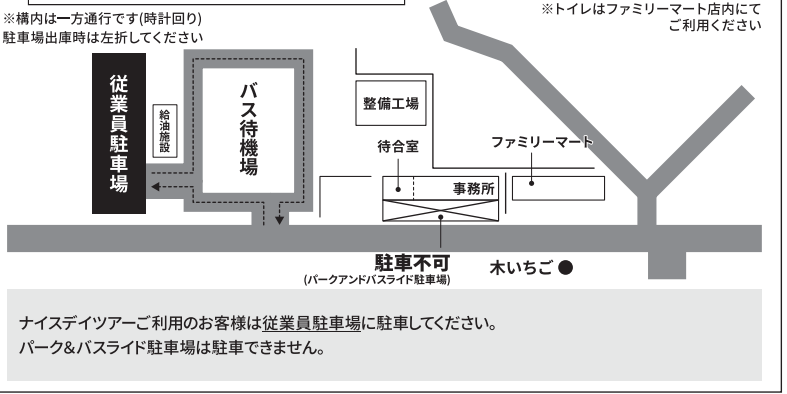 ※構内は一方通行です(時計回り)
駐車場出庫時は左折してください
※トイレはファミリーマート店内にて
ご利用ください
従業員駐車場
給油施設
バス待機場
整備工場
待合室
ファミリーマート
事務所
駐車不可
(パークアンドバスライド駐車場)
木いちご
ナイスデイツアーご利用のお客様は従業員駐車場に駐車してください。
パーク&バスライド駐車場は駐車できません。